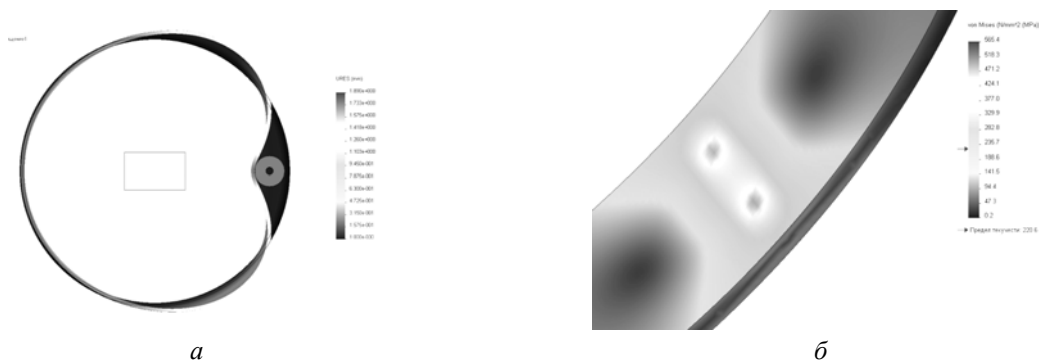 URES (mm)
1.890e+000
1.733e+000
1.575e+000
1.418e+000
1.260e+000
1.103e+000
9.450e-001
7.875e-001
6.300e-001
4.725e-001
3.150e-001
1.575e-001
1.000e-030
von Mises (N/mm^2 (MPa))
565.4
518.3
471.2
424.1
377.0
329.9
282.8
235.7
188.6
141.5
94.4
47.3
0.2
Предел текучести: 220.6
а
б